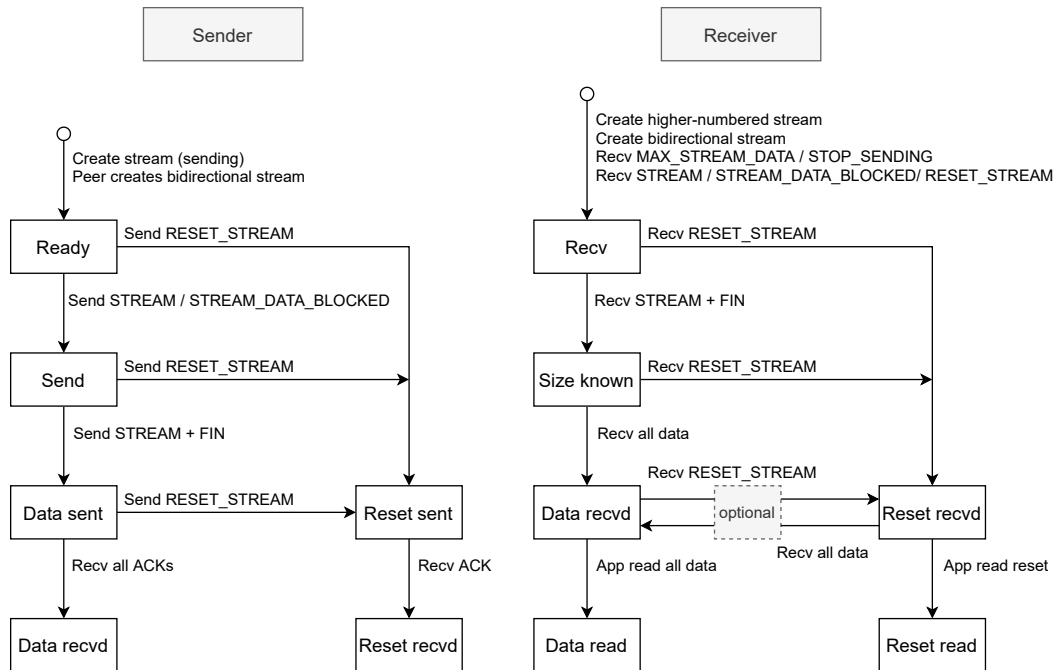 Sender
Receiver
Create stream (sending)
Peer creates bidirectional stream
Ready
Send RESET_STREAM
Send STREAM / STREAM_DATA_BLOCKED
Send
Send RESET_STREAM
Send STREAM + FIN
Data sent
Send RESET_STREAM
Reset sent
Recv all ACKs
Recv ACK
Data recvd
Reset recvd
Create higher-numbered stream
Create bidirectional stream
Recv MAX_STREAM_DATA / STOP_SENDING
Recv STREAM / STREAM_DATA_BLOCKED/ RESET_STREAM
Recv
Recv RESET_STREAM
Recv STREAM + FIN
Size known
Recv RESET_STREAM
Recv all data
Recv RESET_STREAM
Data recvd
optional
Reset recvd
Recv all data
App read all data
App read reset
Data read
Reset read